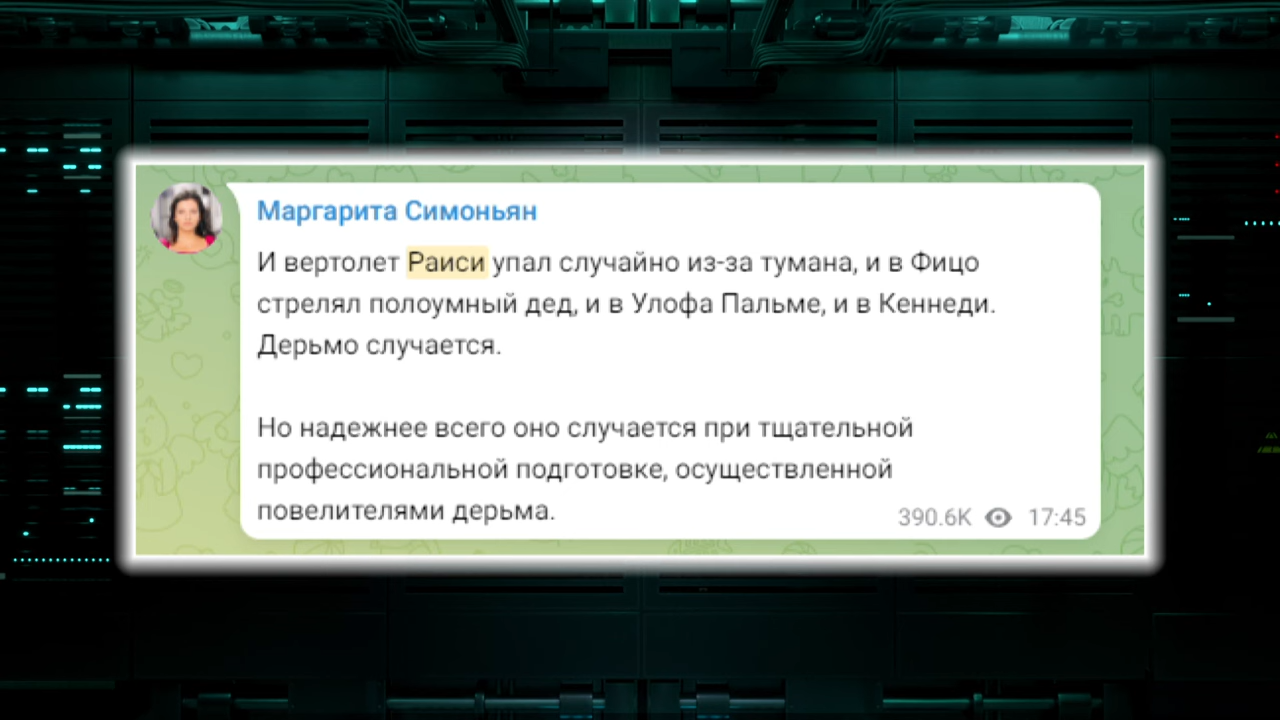 Маргарита Симоньян
И вертолет Раиси упал случайно из-за тумана, и в Фицо
стрелял полоумный дед, и в Улофа Пальме, и в Кеннеди.
Дерьмо случается.
Но надежнее всего оно случается при тщательной
профессиональной подготовке, осуществленной
повелителями дерьма.
390.6K 17:45